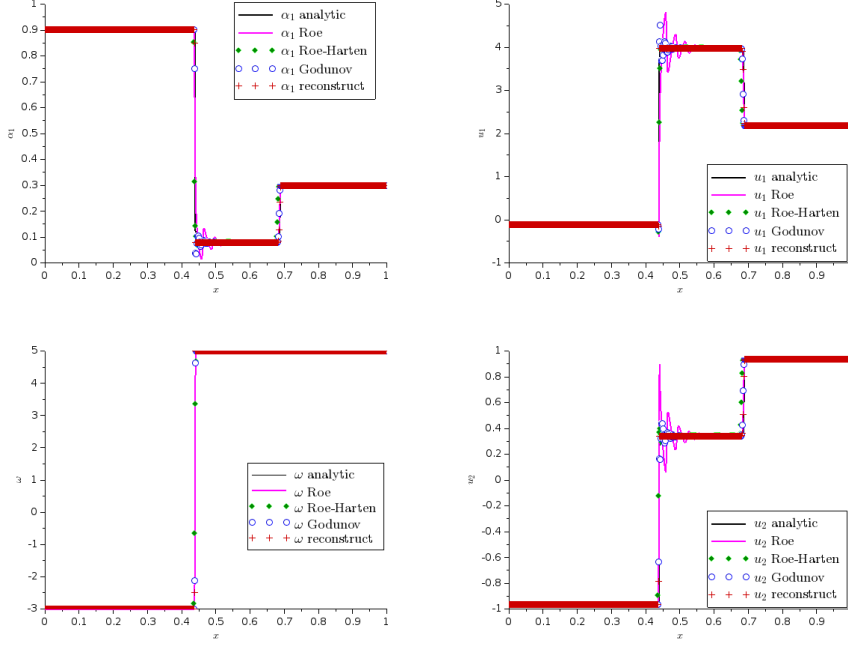 1
0.9
0.8
0.7
0.6
0.5
0.4
0.3
0.2
0.1
0
α₁
0 0.1 0.2 0.3 0.4 0.5 0.6 0.7 0.8 0.9 1
x
α₁ analytic
α₁ Roe
α₁ Roe-Harten
α₁ Godunov
α₁ reconstruct
5
4
3
2
1
0
-1
u₁
0 0.1 0.2 0.3 0.4 0.5 0.6 0.7 0.8 0.9
x
u₁ analytic
u₁ Roe
u₁ Roe-Harten
u₁ Godunov
u₁ reconstruct
5
4
3
2
1
0
-1
-2
-3
ω
0 0.1 0.2 0.3 0.4 0.5 0.6 0.7 0.8 0.9 1
x
ω analytic
ω Roe
ω Roe-Harten
ω Godunov
ω reconstruct
1
0.8
0.6
0.4
0.2
0
-0.2
-0.4
-0.6
-0.8
-1
u₂
0 0.1 0.2 0.3 0.4 0.5 0.6 0.7 0.8 0.9
x
u₂ analytic
u₂ Roe
u₂ Roe-Harten
u₂ Godunov
u₂ reconstruct